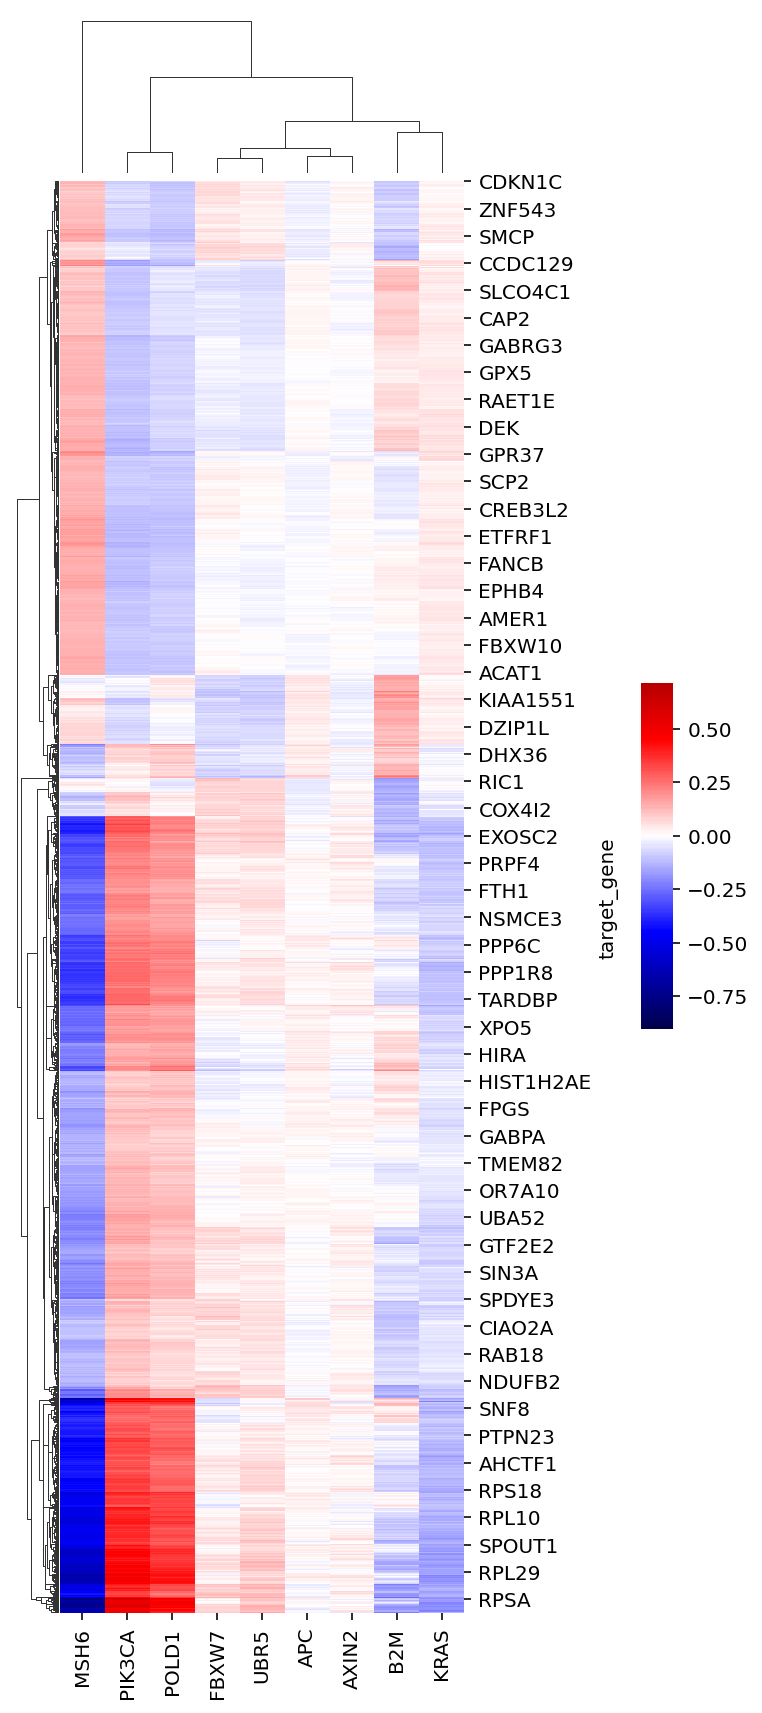 CDKN1C
ZNF543
SMCP
CCDC129
SLCO4C1
CAP2
GABRG3
GPX5
RAET1E
DEK
GPR37
SCP2
CREB3L2
ETFRF1
FANCB
EPHB4
AMER1
FBXW10
ACAT1
KIAA1551
DZIP1L
DHX36
RIC1
COX4I2
EXOSC2
PRPF4
FTH1
NSMCE3
PPP6C
PPP1R8
TARDBP
XPO5
HIRA
HIST1H2AE
FPGS
GABPA
TMEM82
OR7A10
UBA52
GTF2E2
SIN3A
SPDYE3
CIAO2A
RAB18
NDUFB2
SNF8
PTPN23
AHCTF1
RPS18
RPL10
SPOUT1
RPL29
RPSA
MSH6
PIK3CA
POLD1
FBXW7
UBR5
APC
AXIN2
B2M
KRAS
target_gene
0.50
0.25
0.00
−0.25
−0.50
−0.75